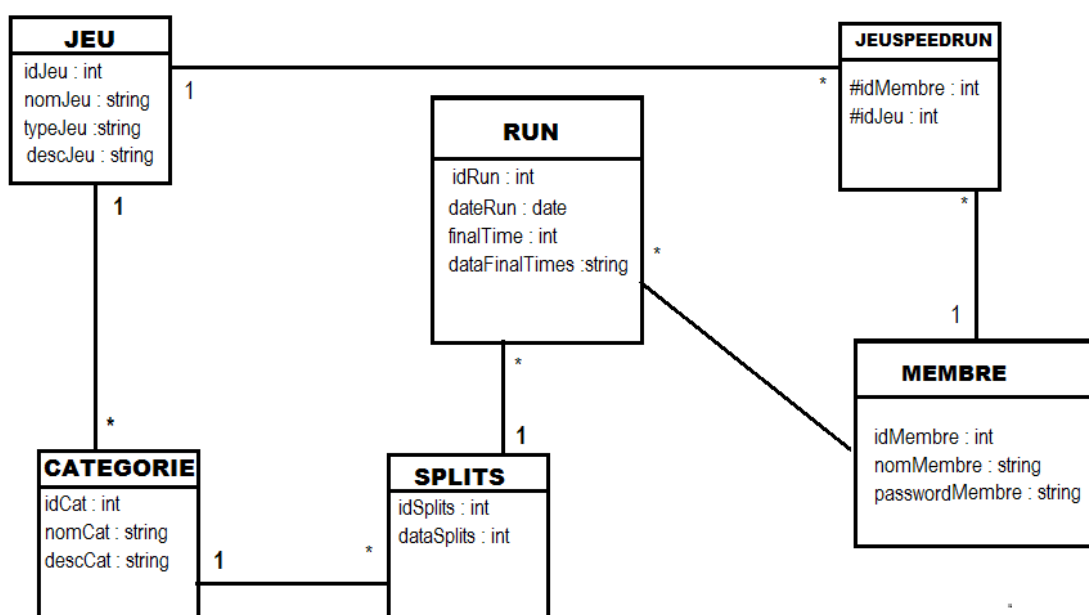 JEU
idJeu : int
nomJeu : string
typeJeu :string
descJeu : string
1
1
*
JEUSPEEDRUN
#idMembre : int
#idJeu : int
*
*
1
RUN
idRun : int
dateRun : date
finalTime : int
dataFinalTimes :string
*
*
1
MEMBRE
idMembre : int
nomMembre : string
passwordMembre : string
CATEGORIE
idCat : int
nomCat : string
descCat : string
1
*
SPLITS
idSplits : int
dataSplits : int